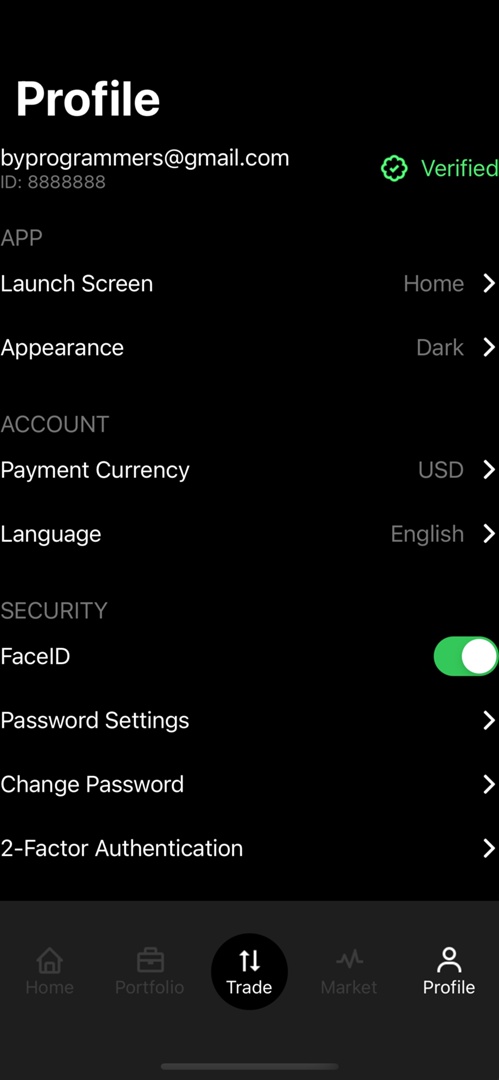 Profile
byprogrammers@gmail.com
ID: 8888888
Verified
APP
Launch Screen Home
Appearance Dark
ACCOUNT
Payment Currency USD
Language English
SECURITY
FaceID
Password Settings
Change Password
2-Factor Authentication
Home Portfolio Trade Market Profile